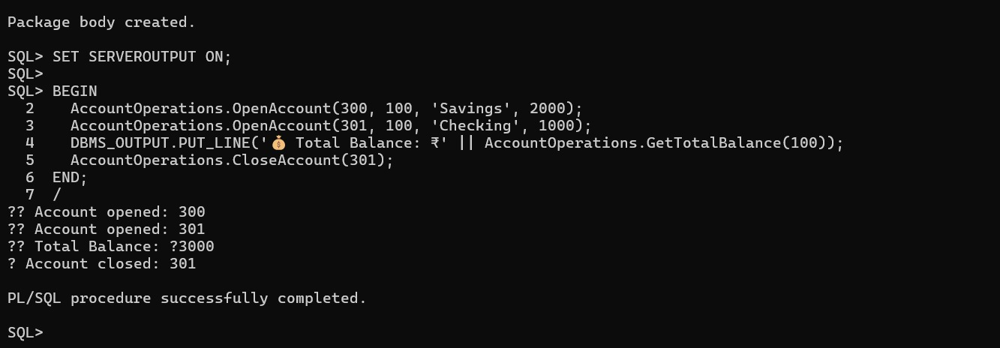 Package body created.
SQL> SET SERVEROUTPUT ON;
SQL>
SQL> BEGIN
  2    AccountOperations.OpenAccount(300, 100, 'Savings', 2000);
  3    AccountOperations.OpenAccount(301, 100, 'Checking', 1000);
  4    DBMS_OUTPUT.PUT_LINE('💰 Total Balance: ₹' || AccountOperations.GetTotalBalance(100));
  5    AccountOperations.CloseAccount(301);
  6  END;
  7  /
?? Account opened: 300
?? Account opened: 301
?? Total Balance: ?3000
? Account closed: 301
PL/SQL procedure successfully completed.
SQL>